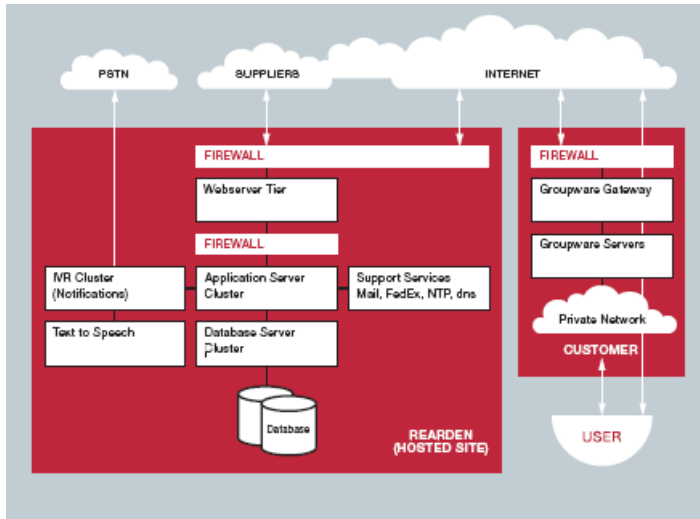 PSTN
SUPPLIERS
INTERNET
FIREWALL
FIREWALL
Webserver Tier
Groupware Gateway
FIREWALL
Groupware Servers
IVR Cluster
(Notifications)
Application Server
Cluster
Support Services
Mail, FedEx, NTP, dns
Private Network
Text to Speech
Database Server
Cluster
CUSTOMER
Database
REARDEN
(HOSTED SITE)
USER